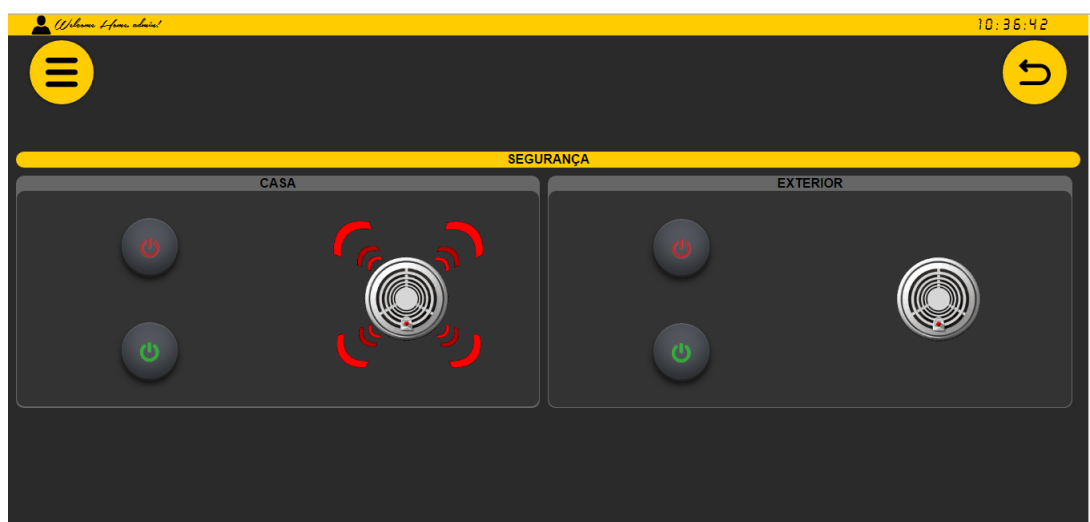 Welcome Home, admin!
10:36:42
SEGURANÇA
CASA
EXTERIOR